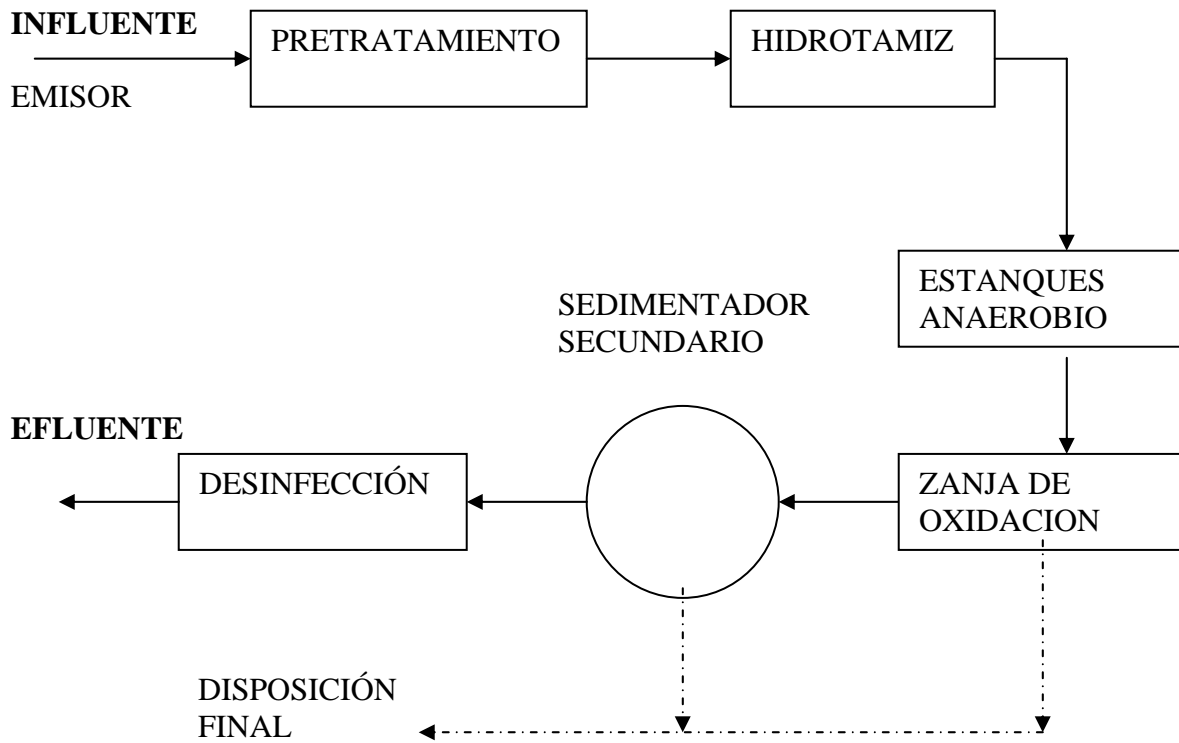 INFLUENTE
EMISOR
PRETRATAMIENTO
HIDROTAMIZ
ESTANQUES
ANAEROBIO
SEDIMENTADOR
SECUNDARIO
EFLUENTE
DESINFECCIÓN
ZANJA DE
OXIDACION
DISPOSICIÓN
FINAL